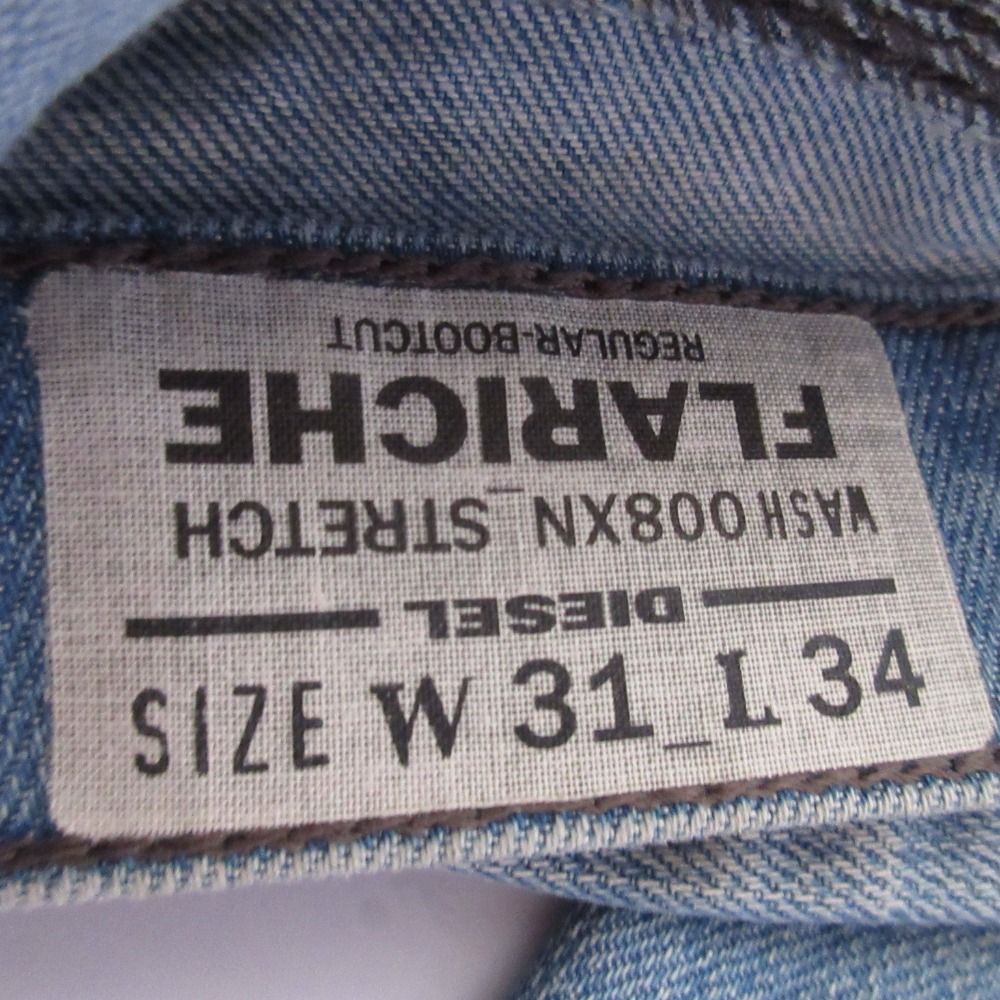 SIZE W 31_L 34
DIESEL
WASH 008XN_STRETCH
FLARICHE
REGULAR-BOOTCUT